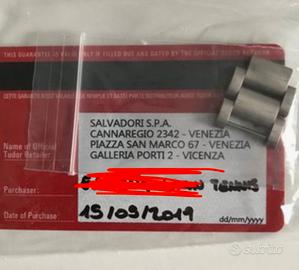 THIS GUARANTEE IS VALID ONLY IF FILLED OUT AND DATED BY THE OFFICIAL TUDOR RETAILER
SALVADORI S.P.A.
CANNAREGIO 2342 - VENEZIA
PIAZZA SAN MARCO 67 - VENEZIA
GALLERIA PORTI 2 - VICENZA
Name of Official
Tudor Retailer
Purchaser:
Date of Purchase:
15/09/2019
dd/mm/yyyy
subito